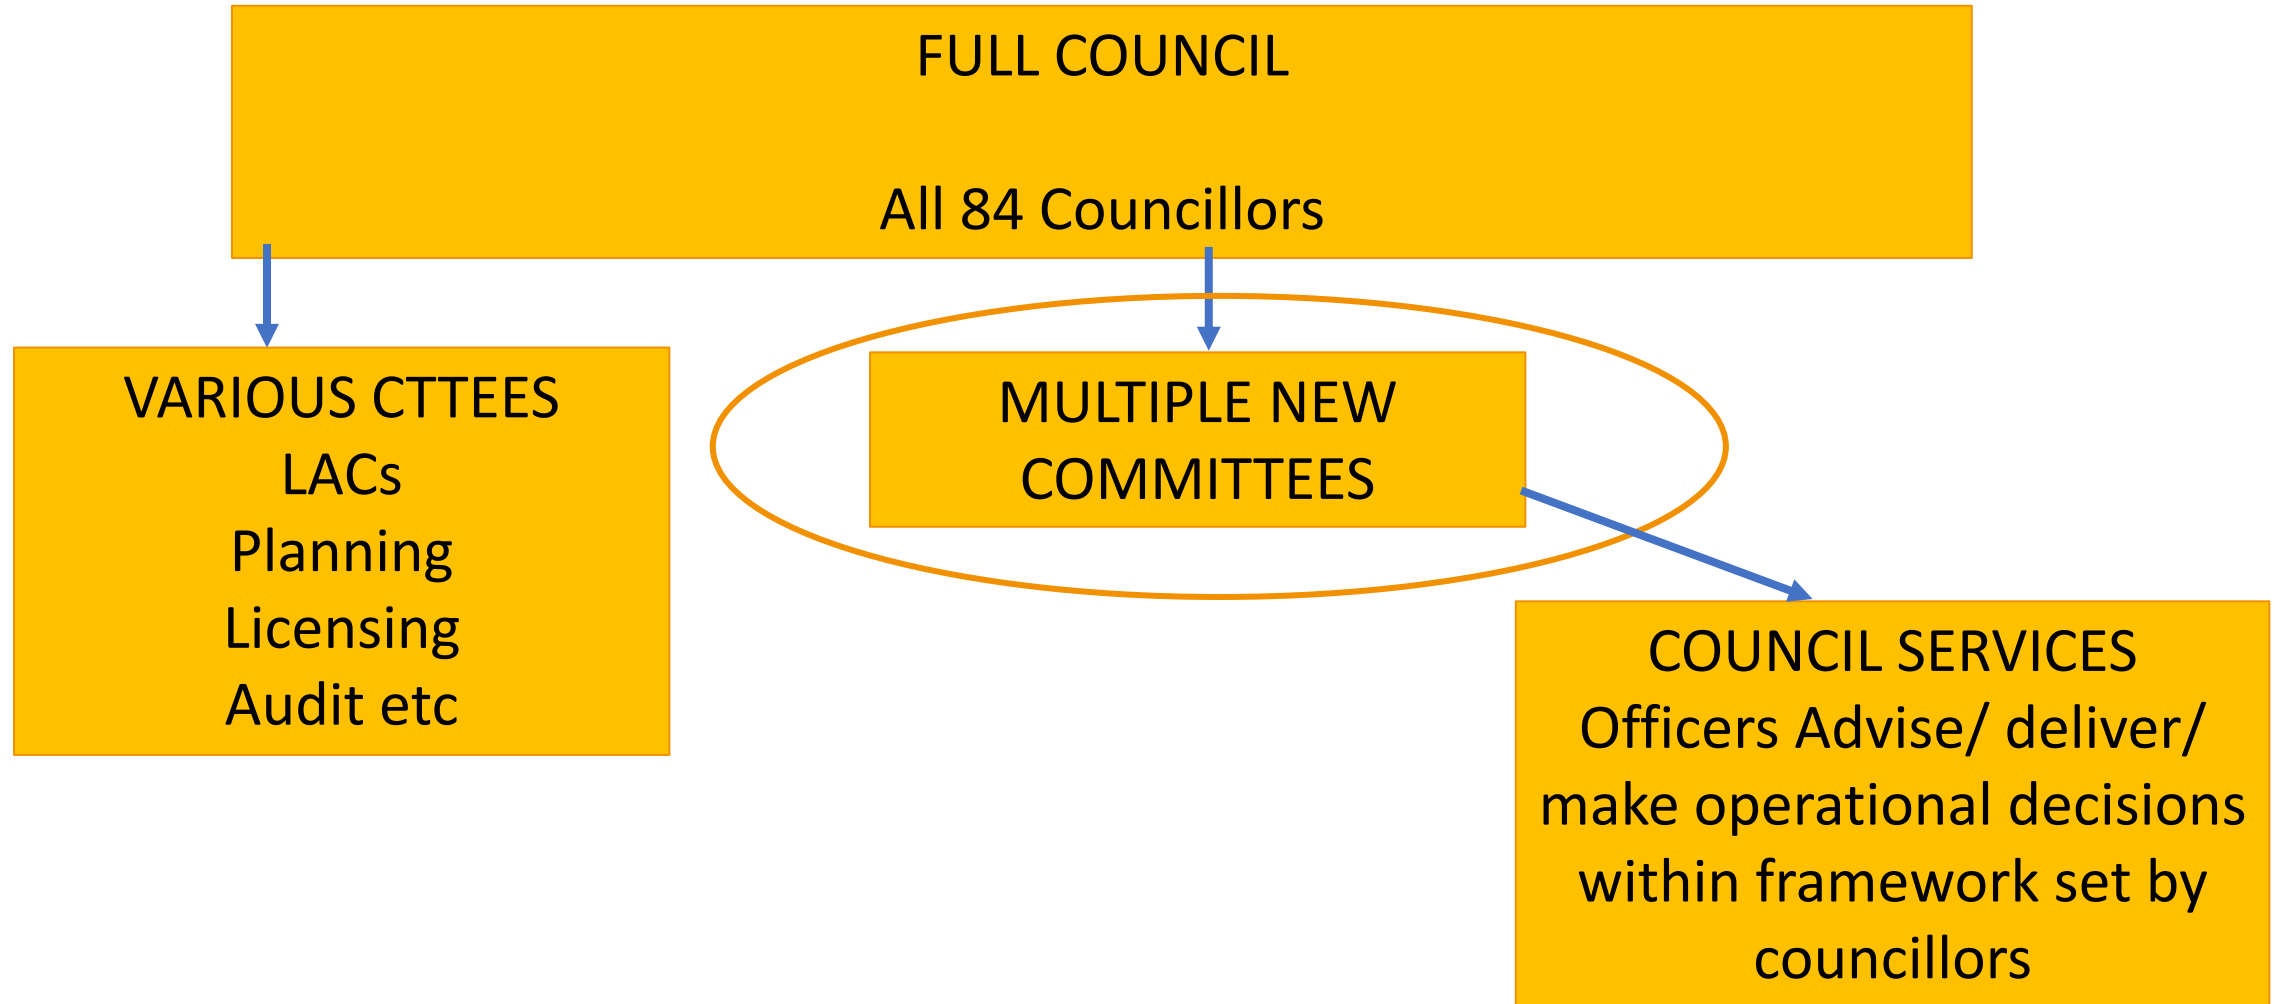 FULL COUNCIL
All 84 Councillors
VARIOUS CTTEES
LACs
Planning
Licensing
Audit etc
MULTIPLE NEW
COMMITTEES
COUNCIL SERVICES
Officers Advise/ deliver/
make operational decisions
within framework set by
councillors